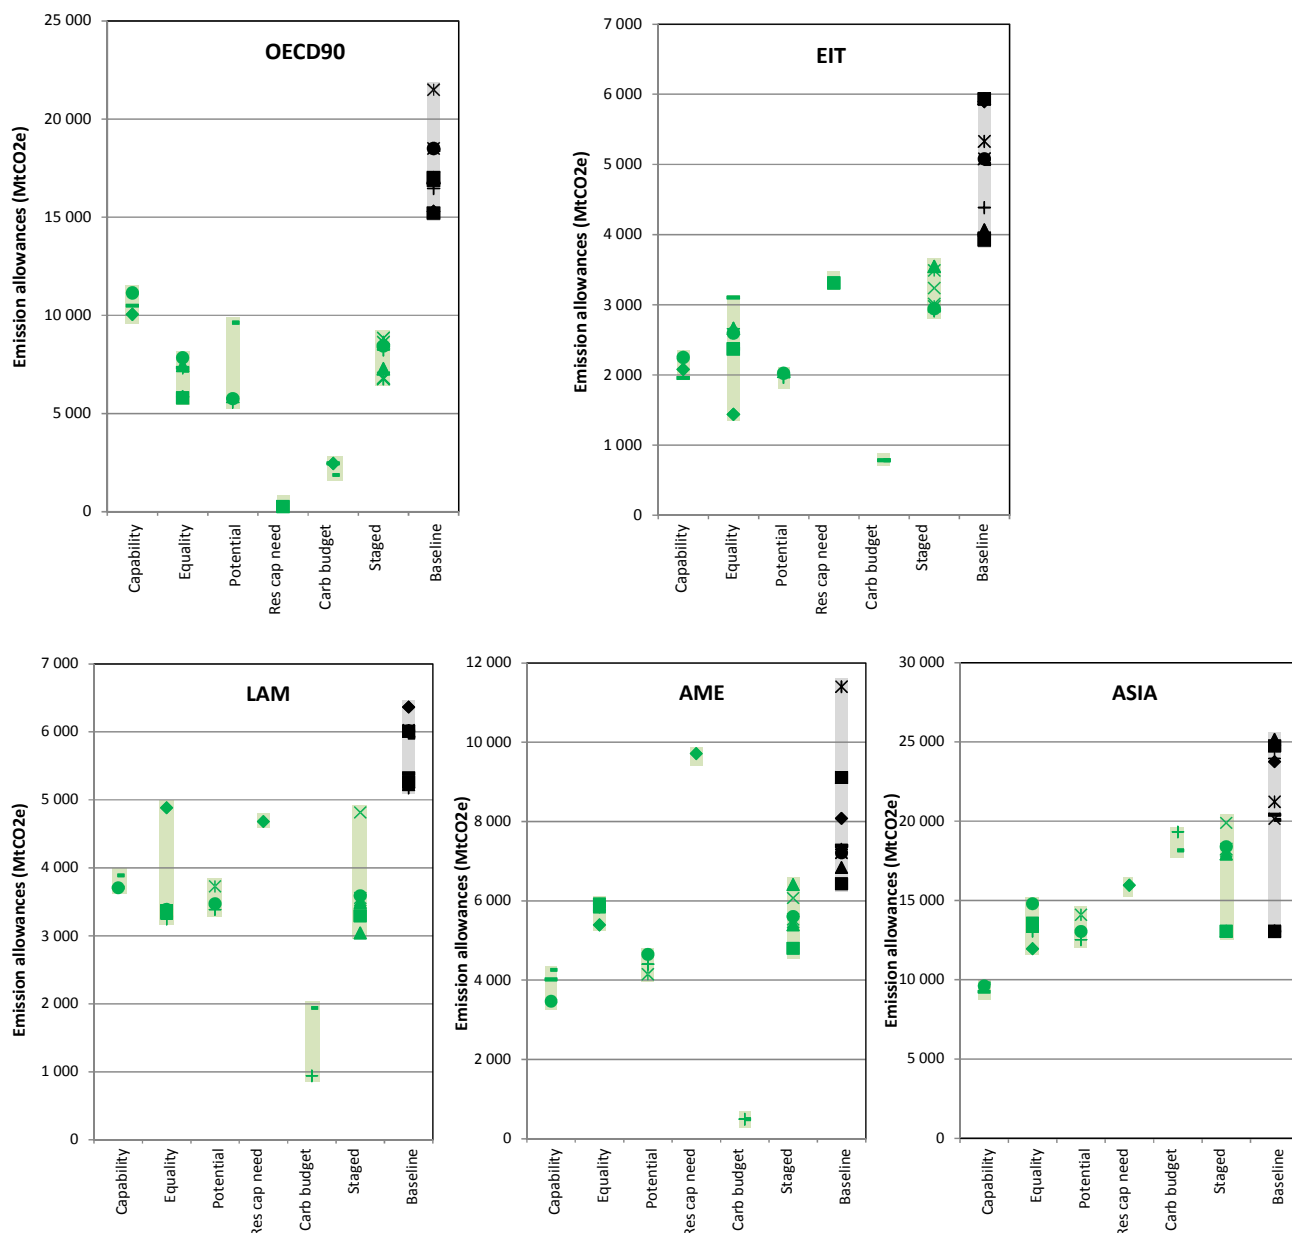 OECD90
Emission allowances (MtCO2e)
25 000
20 000
15 000
10 000
5 000
0
Capability
Equality
Potential
Res cap need
Carb budget
Staged
Baseline
EIT
Emission allowances (MtCO2e)
7 000
6 000
5 000
4 000
3 000
2 000
1 000
0
Capability
Equality
Potential
Res cap need
Carb budget
Staged
Baseline
LAM
Emission allowances (MtCO2e)
7 000
6 000
5 000
4 000
3 000
2 000
1 000
0
Capability
Equality
Potential
Res cap need
Carb budget
Staged
Baseline
AME
Emission allowances (MtCO2e)
12 000
10 000
8 000
6 000
4 000
2 000
0
Capability
Equality
Potential
Res cap need
Carb budget
Staged
Baseline
ASIA
Emission allowances (MtCO2e)
30 000
25 000
20 000
15 000
10 000
5 000
0
Capability
Equality
Potential
Res cap need
Carb budget
Staged
Baseline